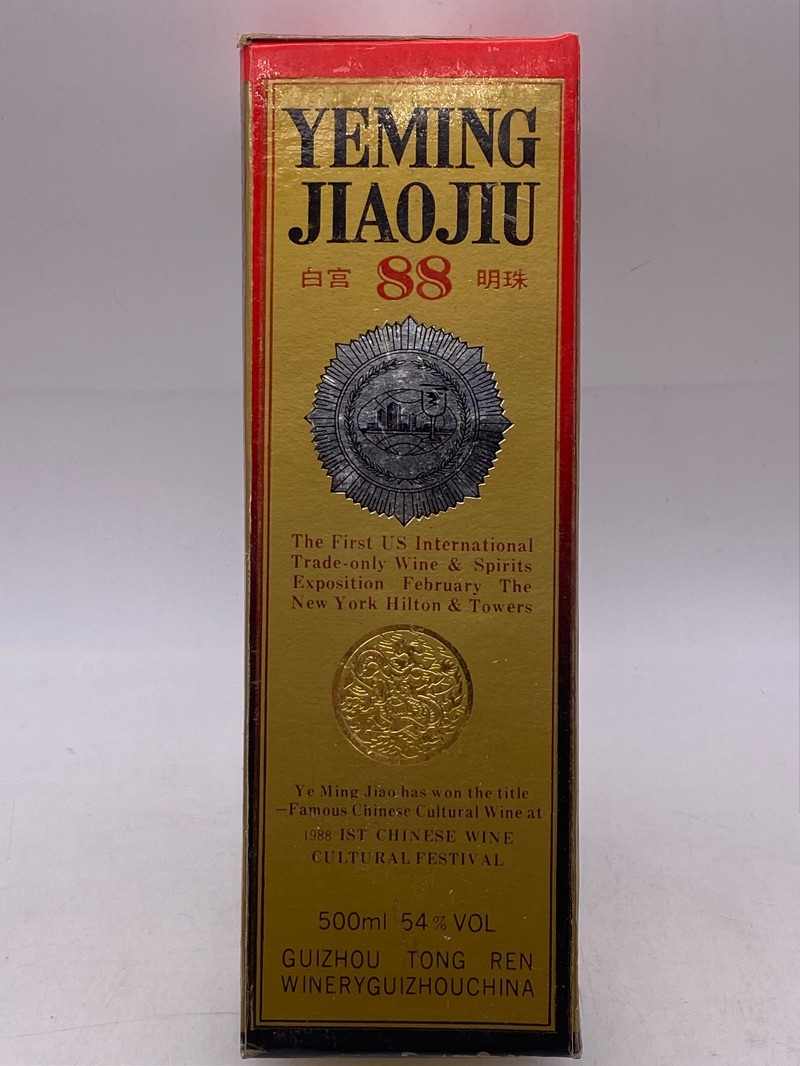 YEMING
JIAOJIU
白宫 88 明珠
The First US International
Trade-only Wine & Spirits
Exposition February The
New York Hilton & Towers
Ye Ming Jiao has won the title
—Famous Chinese Cultural Wine at
1988 IST CHINESE WINE
CULTURAL FESTIVAL
500ml 54% VOL
GUIZHOU TONG REN
WINERYGUIZHOUCHINA